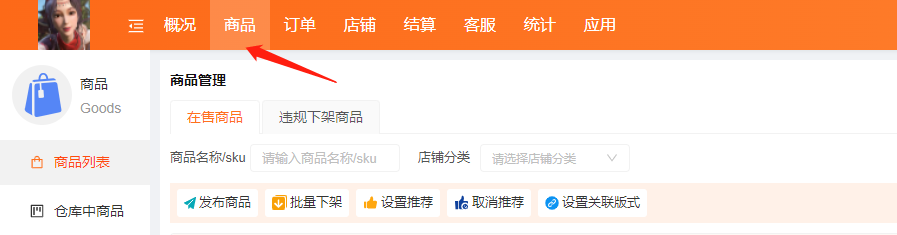 概况 商品 订单 店铺 结算 客服 统计 应用
商品
Goods
商品列表
仓库中商品
商品管理
在售商品 违规下架商品
商品名称/sku 请输入商品名称/sku 店铺分类 请选择店铺分类
发布商品 批量下架 设置推荐 取消推荐 设置关联版式